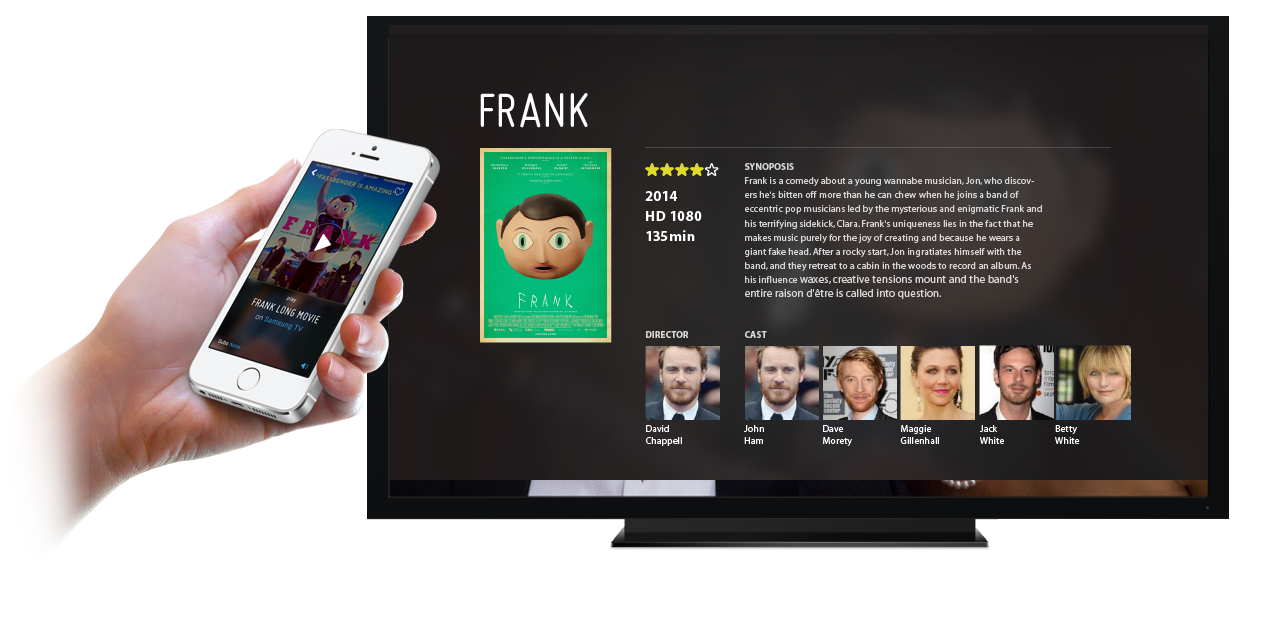 FRANK
2014
HD 1080
135min
SYNOPOSIS
Frank is a comedy about a young wannabe musician, Jon, who discov-
ers he's bitten off more than he can chew when he joins a band of
eccentric pop musicians led by the mysterious and enigmatic Frank and
his terrifying sidekick, Clara. Frank's uniqueness lies in the fact that he
makes music purely for the joy of creating and because he wears a
giant fake head. After a rocky start, Jon ingratiates himself with the
band, and they retreat to a cabin in the woods to record an album. As
his influence waxes, creative tensions mount and the band's
entire raison d'être is called into question.
FRANK
DIRECTOR
David
Chappell
CAST
John
Ham
Dave
Morety
Maggie
Gillenhall
Jack
White
Betty
White
"FASSBENDER IS AMAZING"
FRANK
play
FRANK LONG MOVIE
on Samsung TV
Subs None